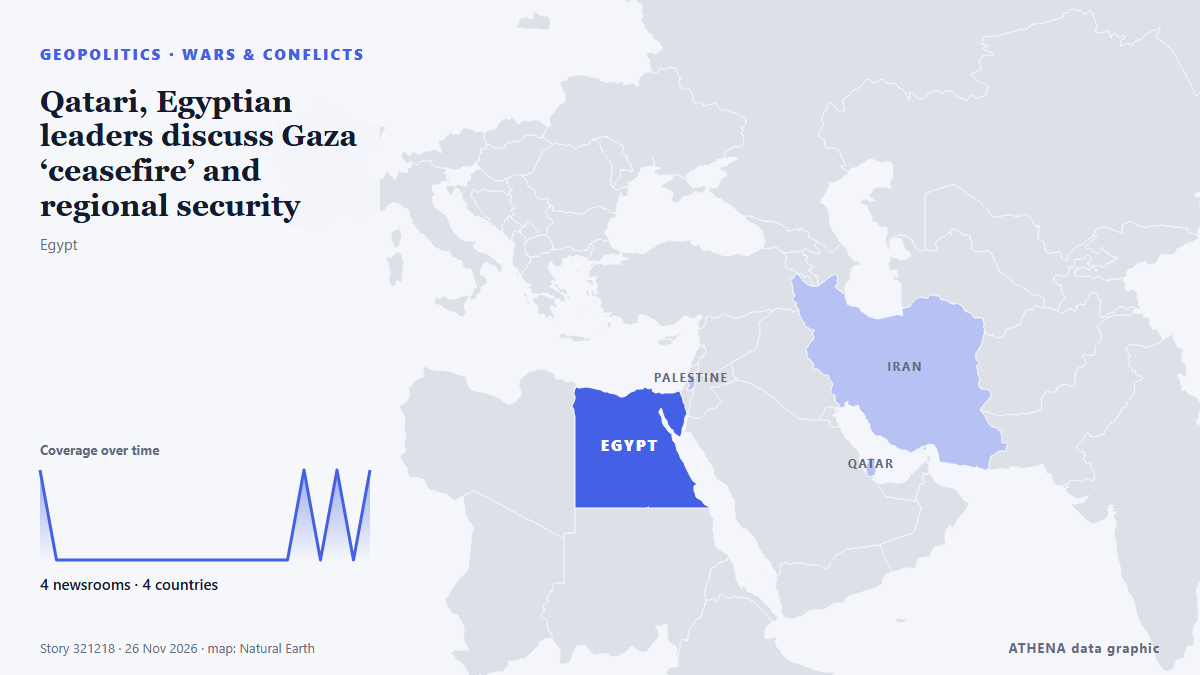 GEOPOLITICS · WARS & CONFLICTS
Qatari, Egyptian
leaders discuss Gaza
‘ceasefire’ and
regional security
Egypt
Coverage over time
4 newsrooms · 4 countries
Story 321218 · 26 Nov 2026 · map: Natural Earth
PALESTINE
IRAN
EGYPT
QATAR
ATHENA data graphic